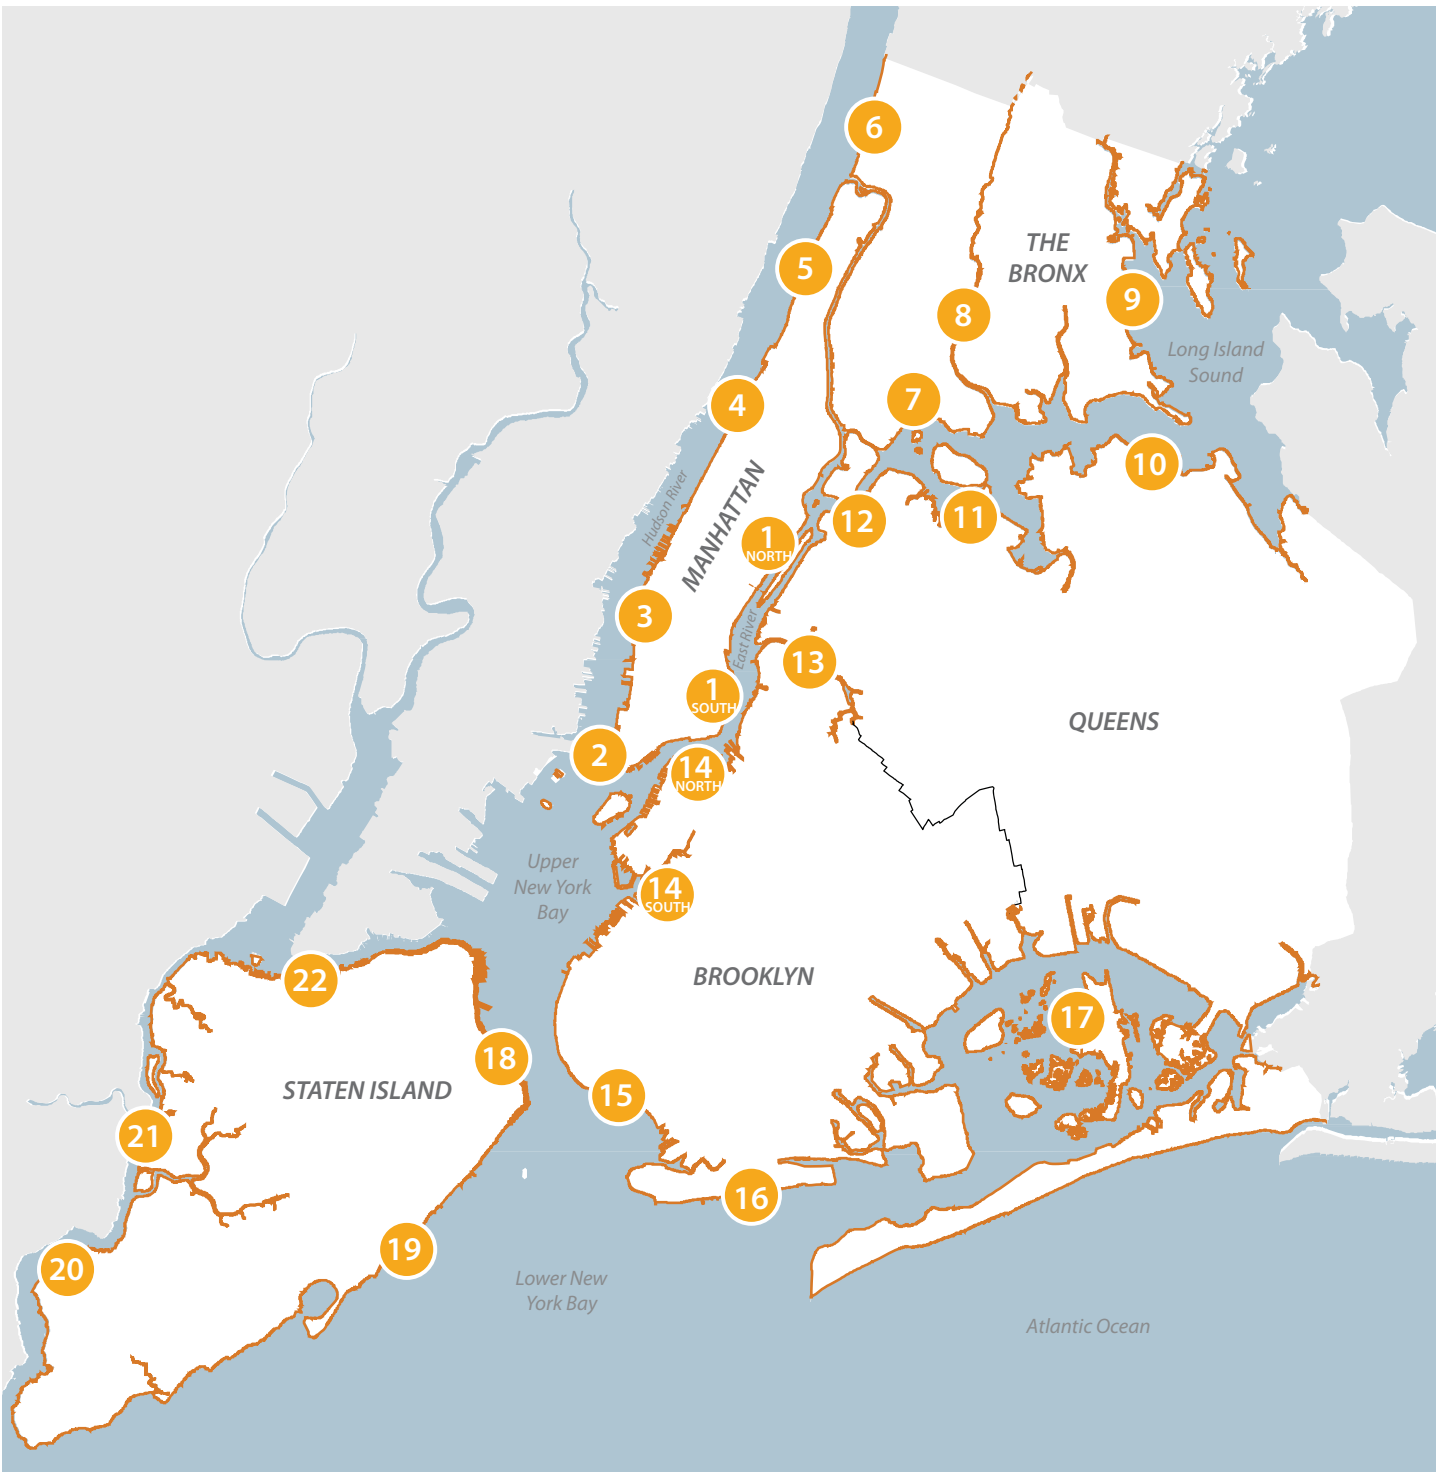 6
THE
BRONX
5
9
8
Long Island
Sound
7
4
10
Hudson River
MANHATTAN
11
12
1
NORTH
3
East River
13
1
SOUTH
QUEENS
2
14
NORTH
Upper
New York
Bay
14
SOUTH
BROOKLYN
22
17
18
STATEN ISLAND
15
21
16
19
20
Lower New
York Bay
Atlantic Ocean